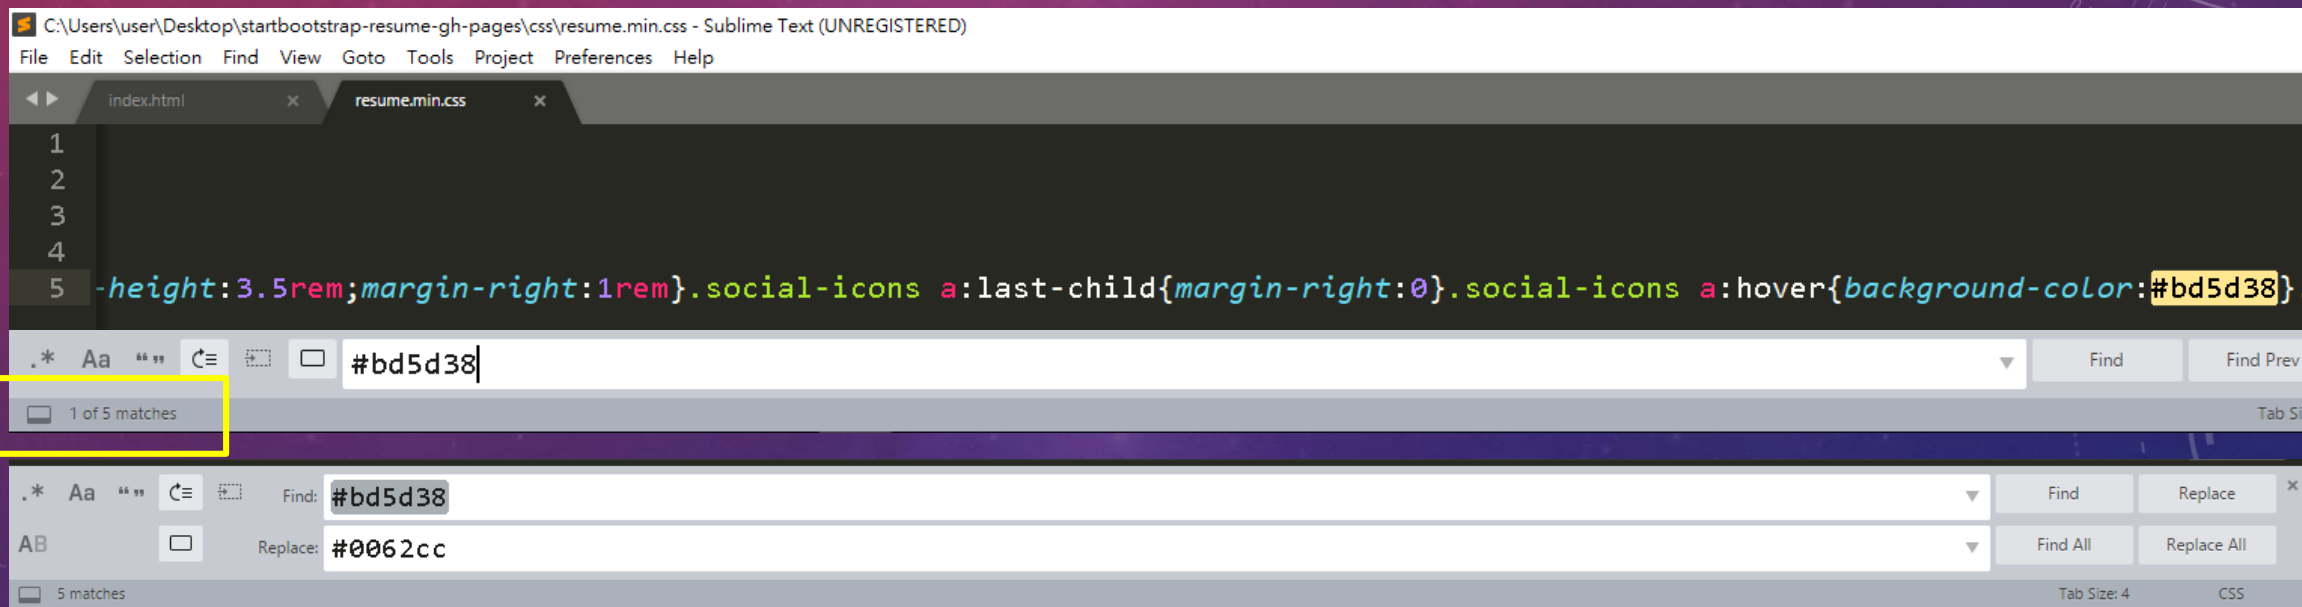 C:\Users\user\Desktop\startbootstrap-resume-gh-pages\css\resume.min.css - Sublime Text (UNREGISTERED)
File Edit Selection Find View Goto Tools Project Preferences Help
index.html × resume.min.css ×
1
2
3
4
5 -height:3.5rem;margin-right:1rem}.social-icons a:last-child{margin-right:0}.social-icons a:hover{background-color:#bd5d38}
.* Aa “” #bd5d38 Find Find Prev
1 of 5 matches Tab Si
.* Aa “” Find: #bd5d38 Find Replace ×
AB Replace: #0062cc Find All Replace All
5 matches Tab Size: 4 CSS